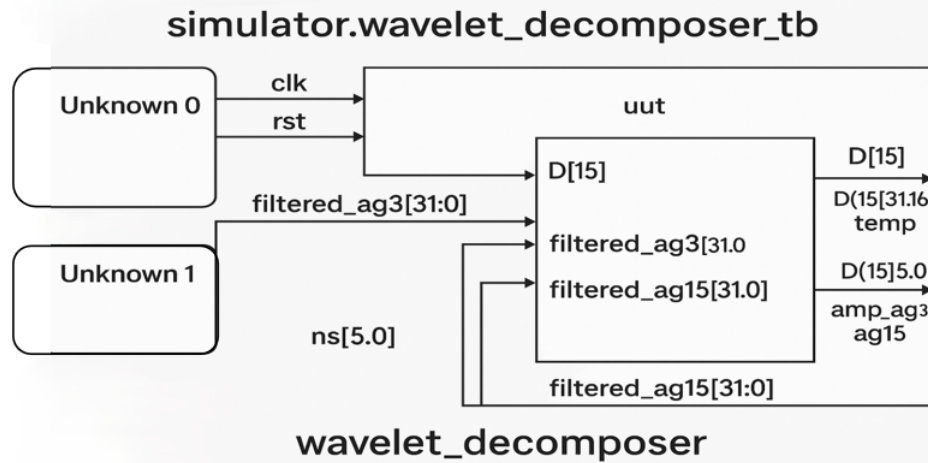 simulator.wavelet_decomposer_tb
Unknown 0
clk
rst
uut
D[15]
D[15]
D(15[31.16
temp
filtered_ag3[31:0]
filtered_ag3[31.0
Unknown 1
filtered_ag15[31.0]
D(15]5.0
amp_ag3
ag15
ns[5.0]
filtered_ag15[31:0]
wavelet_decomposer